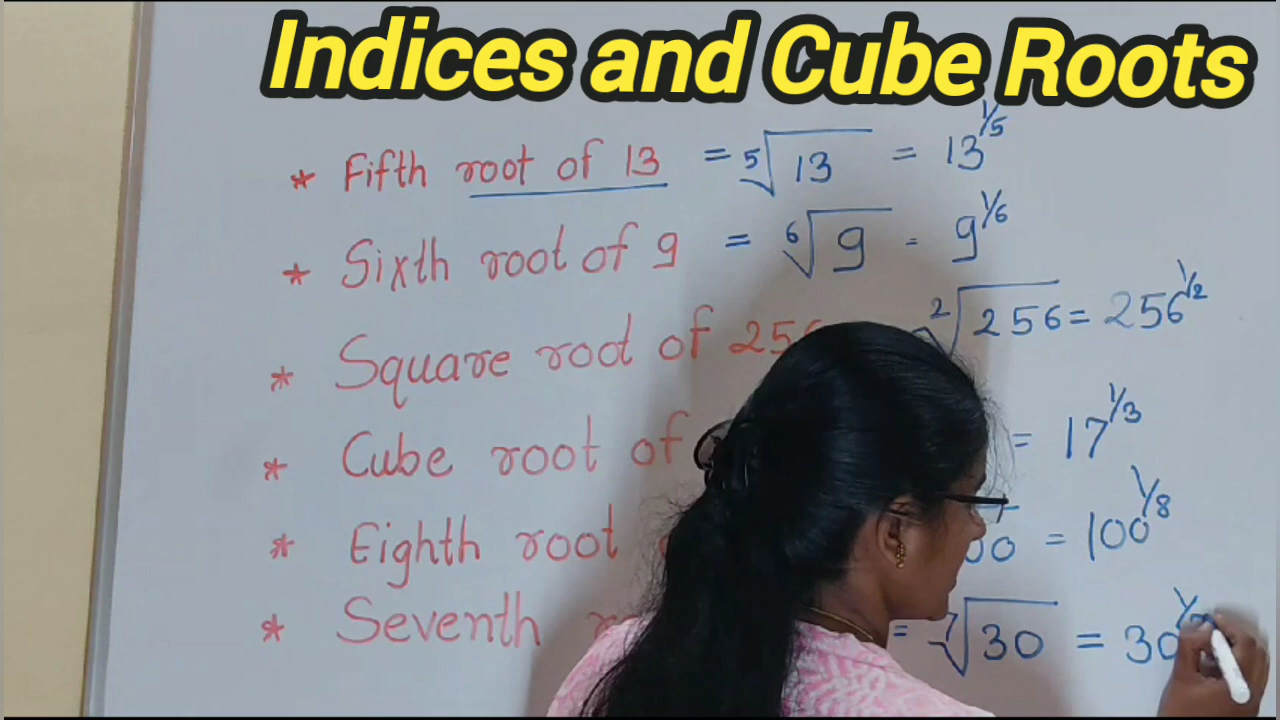 Indices and Cube Roots
* Fifth root of 13 = ⁵√13 = 13^1/5
* Sixth root of 9 = ⁶√9 = 9^1/6
* Square root of 256 ²√256 = 256^1/2
* Cube root of = 17^1/3
* Eighth root = 100^1/8
* Seventh = ⁷√30 = 30